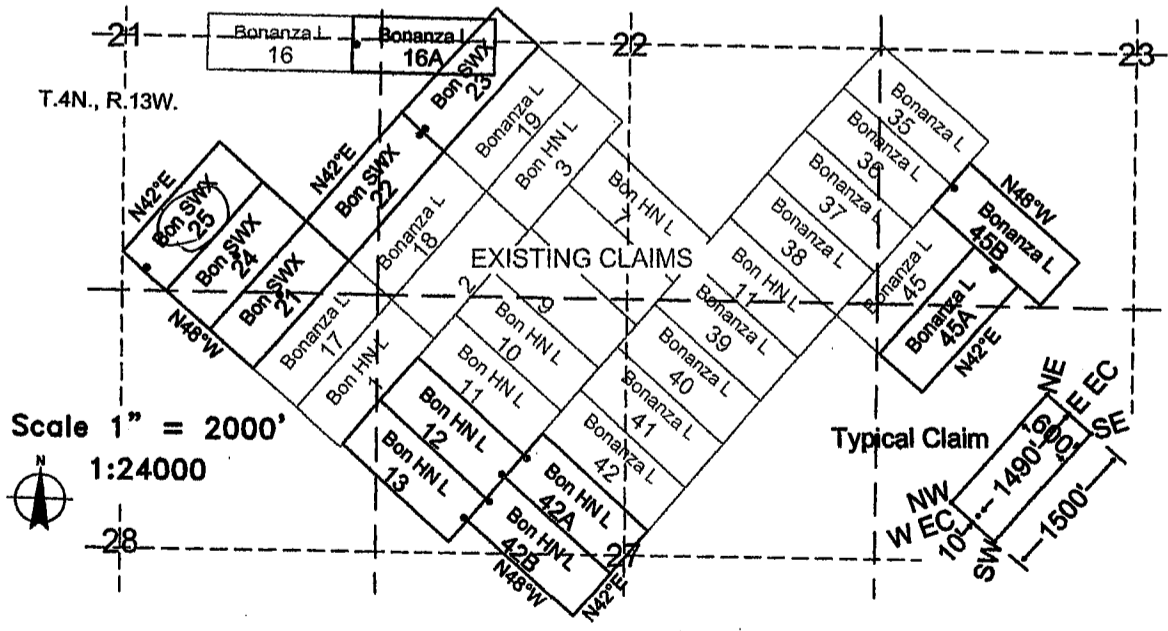 21
22
23
T.4N., R.13W.
Bonanza L
16
Bonanza L
16A
Bon SWX
23
N42°E
Bon SWX
22
N42°E
Bon SWX
25
Bon SWX
24
Bon SWX
21
N48°W
Bonanza L
19
Bon HN L
3
Bonanza L
18
Bonanza L
17
Bon HN L
1
2
EXISTING CLAIMS
Bon HN L
7
9
Bon HN L
10
Bon HN L
11
Bon HN L
12
Bon HN L
13
Bonanza L
35
Bonanza L
36
Bonanza L
37
Bonanza L
38
Bon HN L
11
Bonanza L
39
Bonanza L
40
Bonanza L
41
Bonanza L
42
Bon HN L
42A
Bon HN L
42B
N48°W
N42°E
Bonanza L
45
Bonanza L
45B
N48°W
Bonanza L
45A
N42°E
Scale 1" = 2000'
1:24000
N
28
27
Typical Claim
NE
E EC
SE
600'
1490'
1500'
NW
W EC
10'
SW